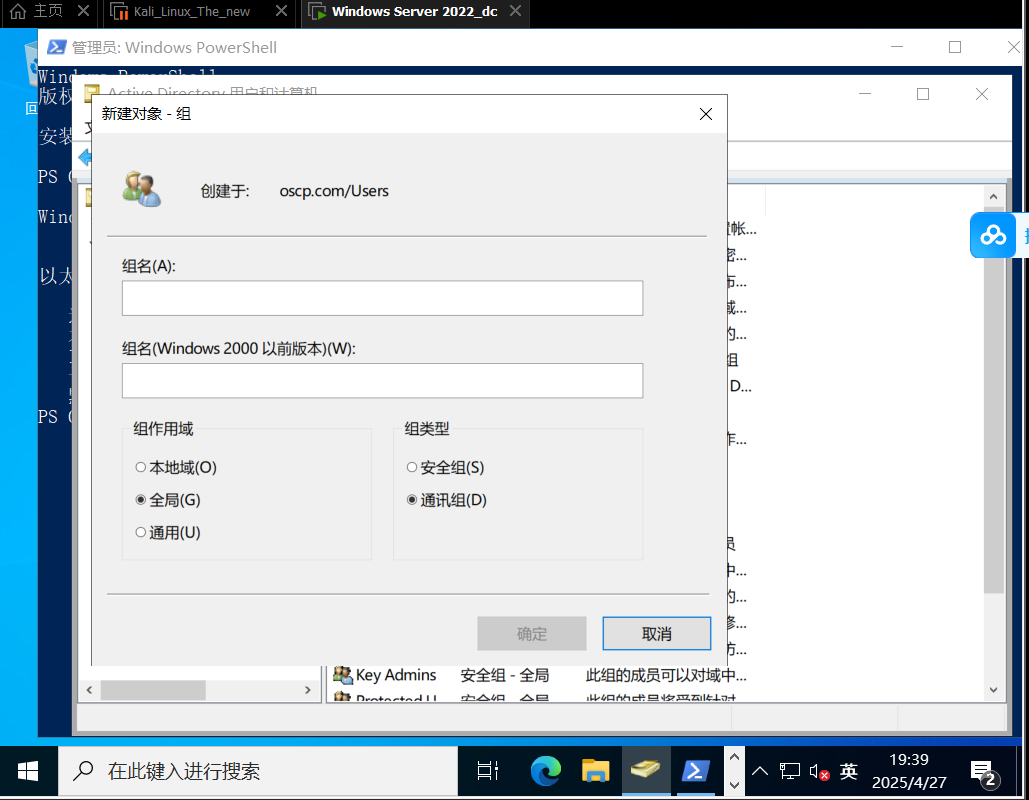 主页
Kali_Linux_The_new
Windows Server 2022_dc
管理员: Windows PowerShell
Windows PowerShell
版权
Active Directory 用户和计算机
新建对象 - 组
安装
PS
创建于: oscp.com/Users
Wind
置帐...
密...
以太
组名(A):
布...
域...
的...
组名(Windows 2000 以前版本)(W):
组
D...
PS
组作用域
组类型
作...
本地域(O)
安全组(S)
全局(G)
通讯组(D)
通用(U)
员
中...
的...
修...
确定
取消
访...
Key Admins 安全组 - 全局 此组的成员可以对域中...
Protected U 安全组 - 全局 此组的成员将受到针对
在此键入进行搜索
英
19:39
2025/4/27
2